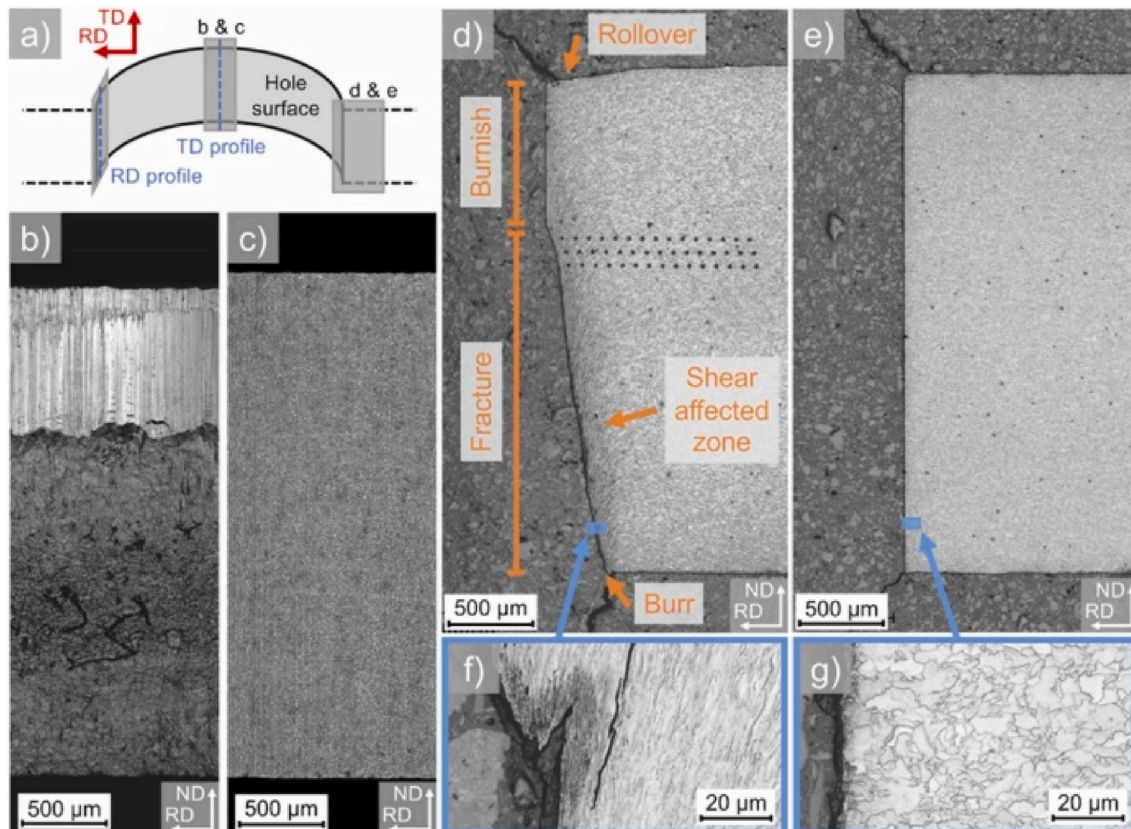 a)
TD
RD
b & c
Hole
surface
d & e
TD profile
RD profile
b)
500 µm
ND
RD
c)
500 µm
ND
RD
d)
Rollover
Burnish
Fracture
Shear
affected
zone
Burr
500 µm
ND
RD
e)
500 µm
ND
RD
f)
20 µm
g)
20 µm